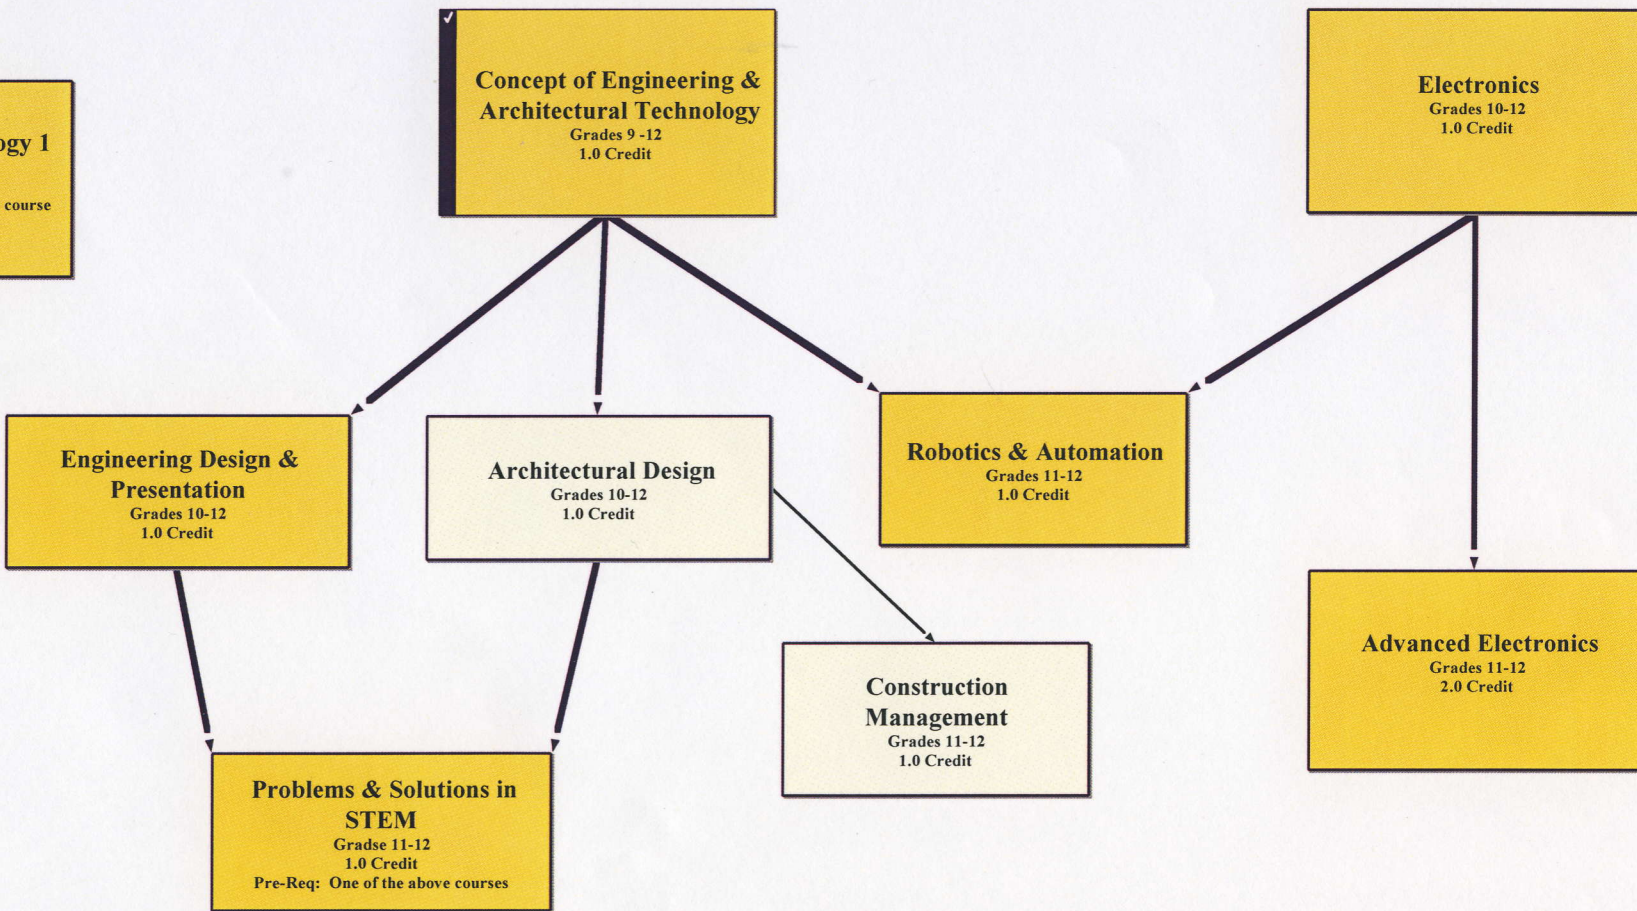 Concept of Engineering &
Architectural Technology
Grades 9 -12
1.0 Credit
Electronics
Grades 10-12
1.0 Credit
ogy 1
course
Engineering Design &
Presentation
Grades 10-12
1.0 Credit
Architectural Design
Grades 10-12
1.0 Credit
Robotics & Automation
Grades 11-12
1.0 Credit
Construction
Management
Grades 11-12
1.0 Credit
Advanced Electronics
Grades 11-12
2.0 Credit
Problems & Solutions in
STEM
Gradse 11-12
1.0 Credit
Pre-Req:  One of the above courses